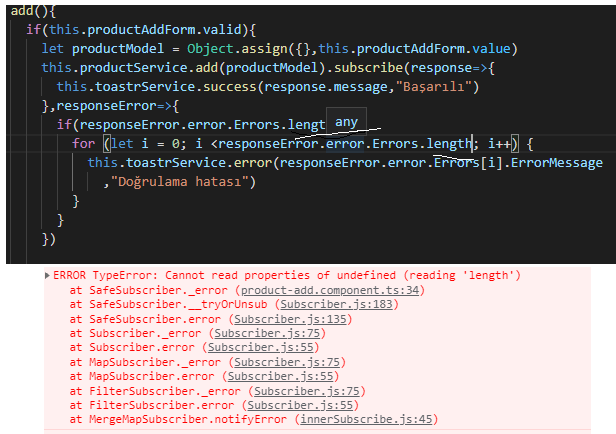 add(){
if(this.productAddForm.valid){
let productModel = Object.assign({},this.productAddForm.value)
this.productService.add(productModel).subscribe(response=>{
this.toastrService.success(response.message,"Başarılı")
},responseError=>{
if(responseError.error.Errors.lengt any
for (let i = 0; i <responseError.error.Errors.length; i++) {
this.toastrService.error(responseError.error.Errors[i].ErrorMessage
,"Doğrulama hatası")
}
}
})
ERROR TypeError: Cannot read properties of undefined (reading 'length')
at SafeSubscriber._error (product-add.component.ts:34)
at SafeSubscriber.__tryOrUnsub (Subscriber.js:183)
at SafeSubscriber.error (Subscriber.js:135)
at Subscriber._error (Subscriber.js:75)
at Subscriber.error (Subscriber.js:55)
at MapSubscriber._error (Subscriber.js:75)
at MapSubscriber.error (Subscriber.js:55)
at FilterSubscriber._error (Subscriber.js:75)
at FilterSubscriber.error (Subscriber.js:55)
at MergeMapSubscriber.notifyError (innerSubscribe.js:45)